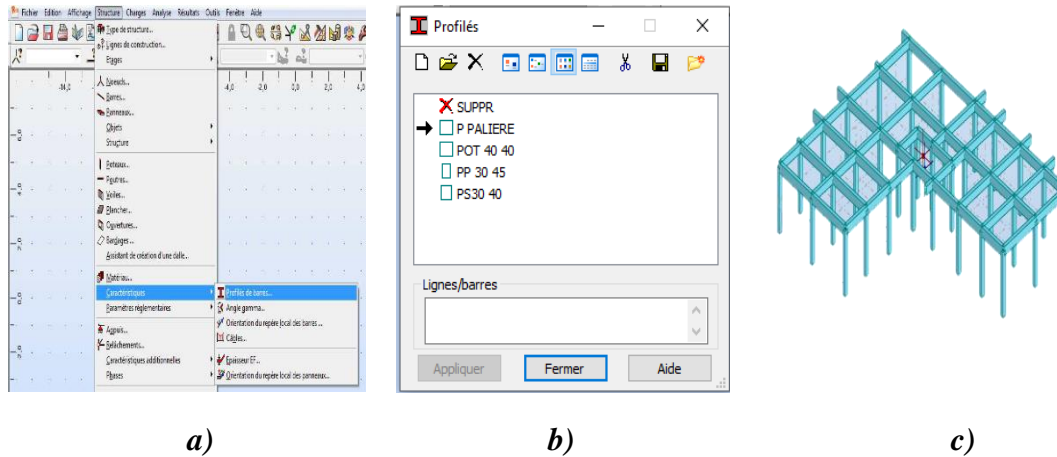 Fichier Edition Affichage Structure Charges Analyse Résultats Outils Fenêtre Aide
Type de structure...
Lignes de construction...
Etages
Noeuds...
Barres...
Panneaux...
Objets
Structure
Poteaux...
Poutres...
Voiles...
Plancher...
Ouvertures...
Bardages...
Assistant de création d'une dalle...
Matériau...
Caractéristiques
Paramètres réglementaires
Appuis...
Relâchements...
Caractéristiques additionnelles
Phases
Profilés de barres...
Angle gamma...
Orientation du repère local des barres ...
Câbles...
Epaisseur EF...
Orientation du repère local des panneaux...
Profilés
SUPPR
P PALIERE
POT 40 40
PP 30 45
PS30 40
Lignes/barres
Appliquer Fermer Aide
a) b) c)